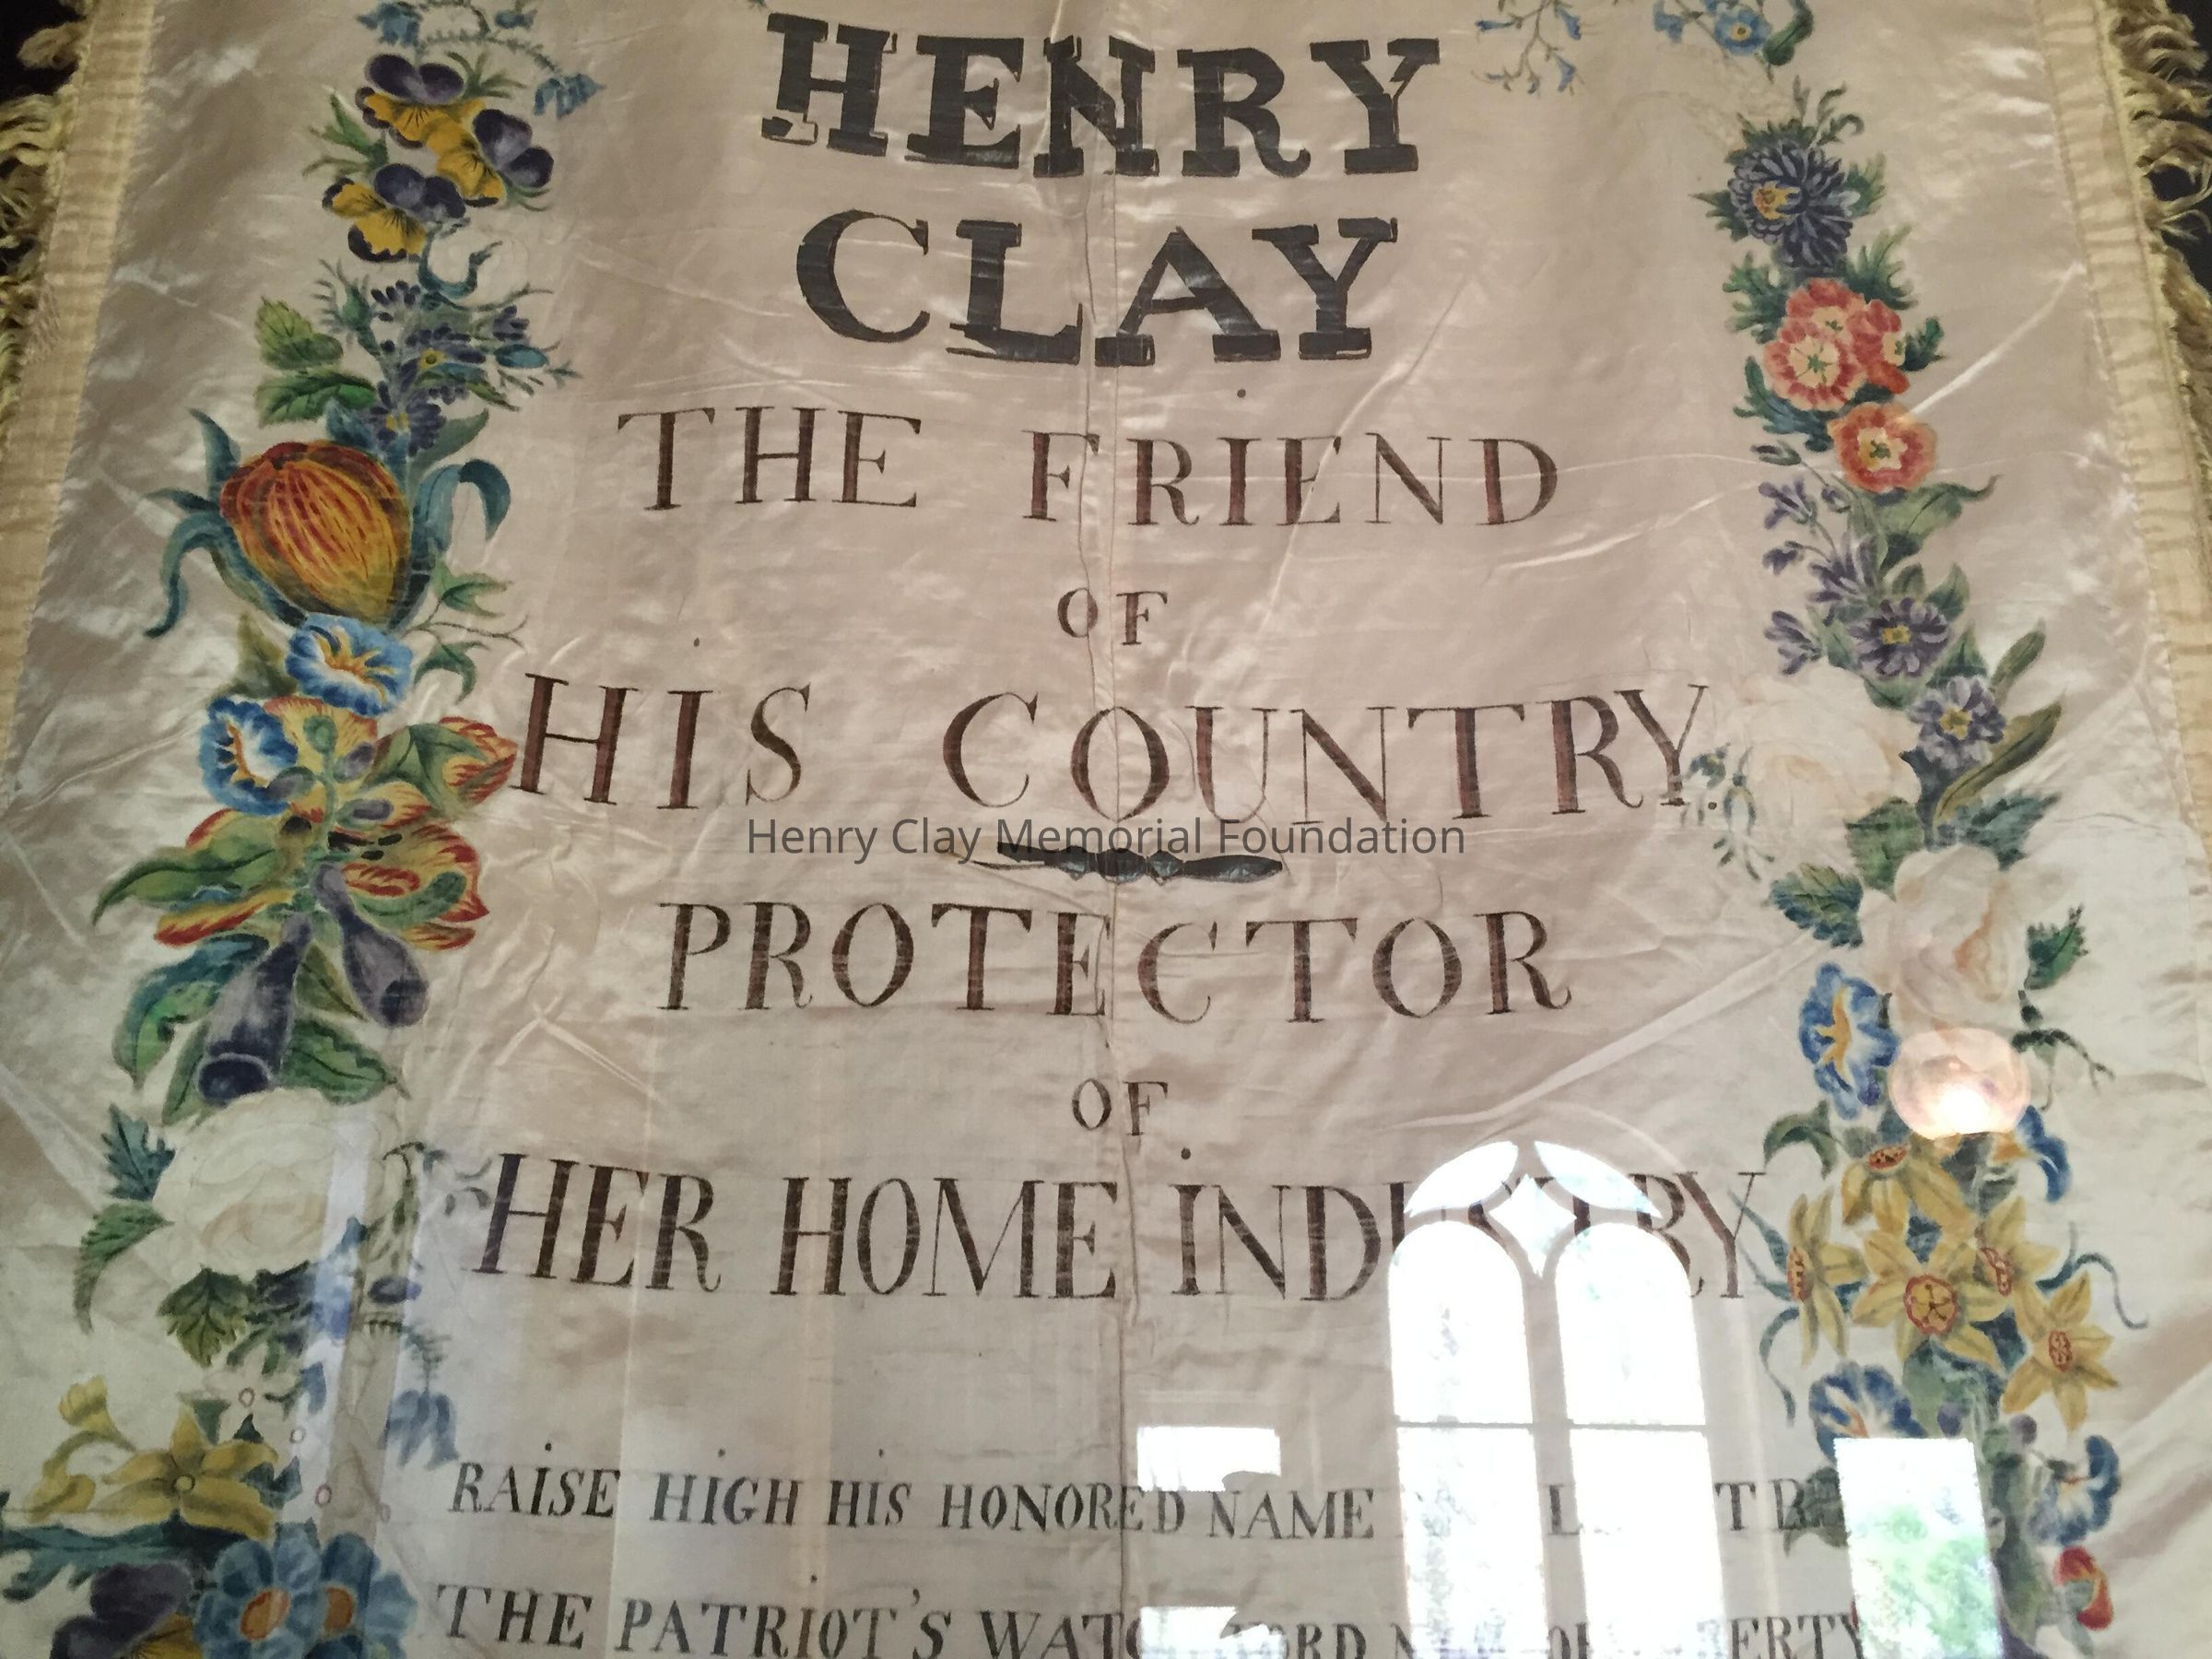 HENRY
CLAY
THE FRIEND
OF
HIS COUNTRY.
Henry Clay Memorial Foundation
PROTECTOR
OF
HER HOME INDUSTRY
RAISE HIGH HIS HONORED NAME
THE PATRIOT'S